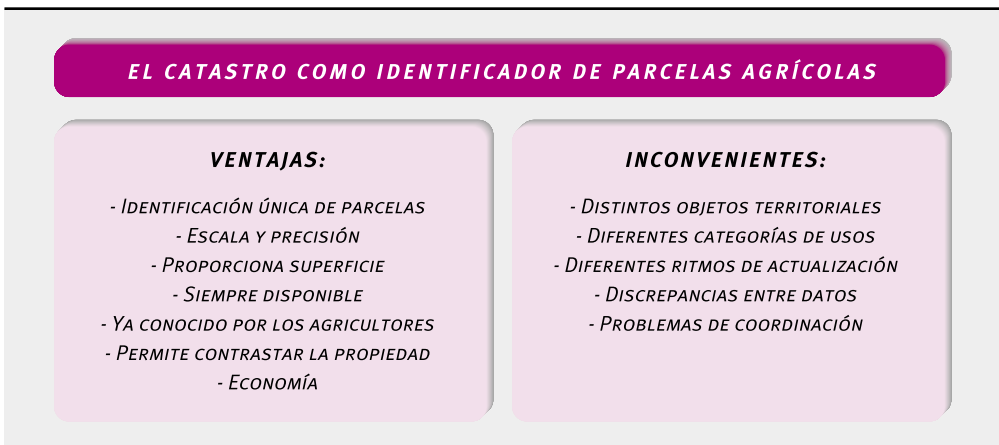 EL CATASTRO COMO IDENTIFICADOR DE PARCELAS AGRÍCOLAS
VENTAJAS:
- IDENTIFICACIÓN ÚNICA DE PARCELAS
- ESCALA Y PRECISIÓN
- PROPORCIONA SUPERFICIE
- SIEMPRE DISPONIBLE
- YA CONOCIDO POR LOS AGRICULTORES
- PERMITE CONTRASTAR LA PROPIEDAD
- ECONOMÍA
INCONVENIENTES:
- DISTINTOS OBJETOS TERRITORIALES
- DIFERENTES CATEGORÍAS DE USOS
- DIFERENTES RITMOS DE ACTUALIZACIÓN
- DISCREPANCIAS ENTRE DATOS
- PROBLEMAS DE COORDINACIÓN